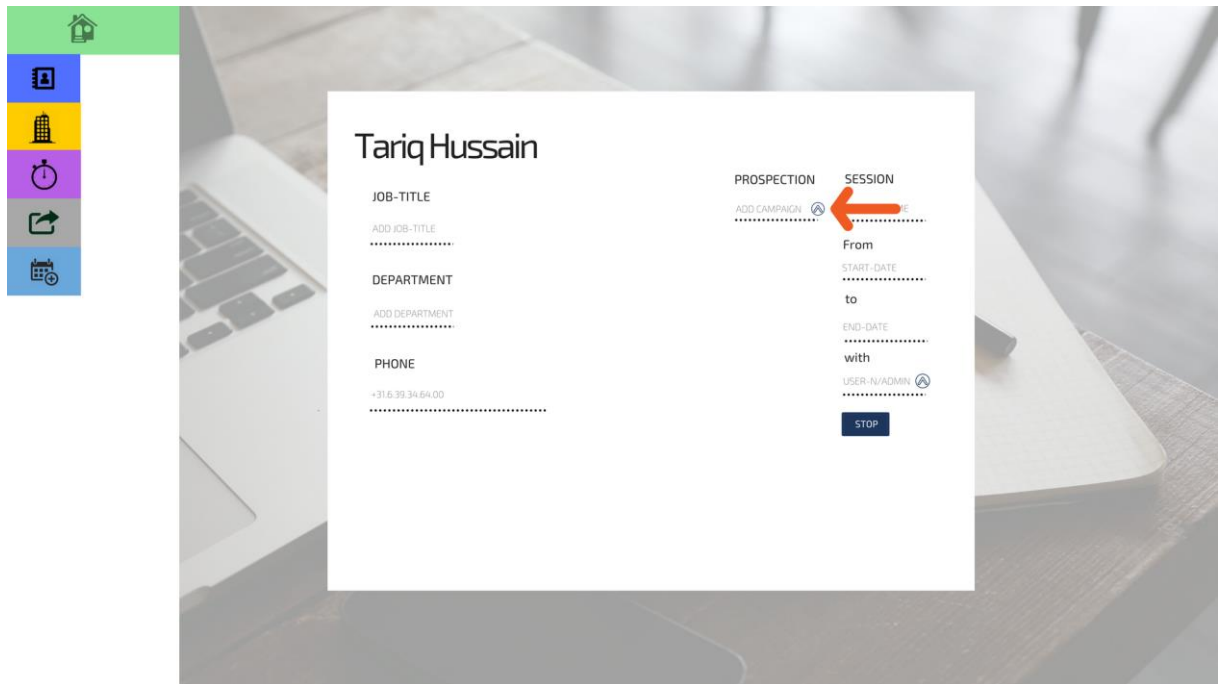 Tariq Hussain
JOB-TITLE
ADD JOB-TITLE
DEPARTMENT
ADD DEPARTMENT
PHONE
+31.6.39.34.64.00
PROSPECTION
ADD CAMPAIGN
SESSION
From
START-DATE
to
END-DATE
with
USER-N/ADMIN
STOP